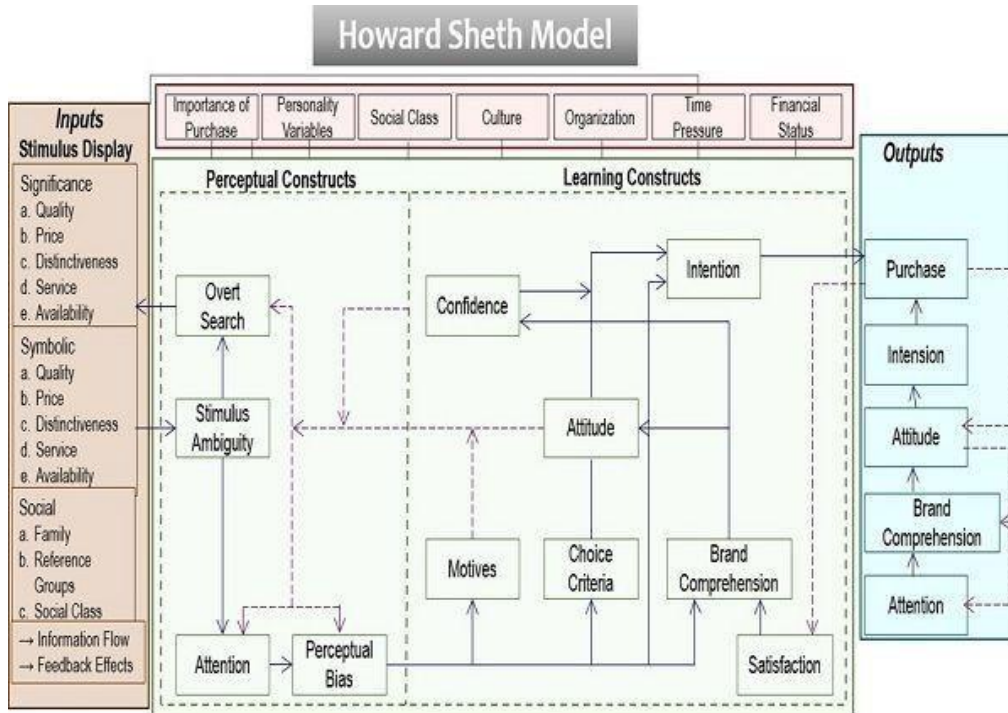 Howard Sheth Model
Importance of
Purchase
Personality
Variables
Social Class
Culture
Organization
Time
Pressure
Financial
Status
Inputs
Stimulus Display
Significance
a. Quality
b. Price
c. Distinctiveness
d. Service
e. Availability
Symbolic
a. Quality
b. Price
c. Distinctiveness
d. Service
e. Availability
Social
a. Family
b. Reference
Groups
c. Social Class
→ Information Flow
→ Feedback Effects
Perceptual Constructs
Overt
Search
Stimulus
Ambiguity
Attention
Perceptual
Bias
Learning Constructs
Confidence
Intention
Attitude
Motives
Choice
Criteria
Brand
Comprehension
Satisfaction
Outputs
Purchase
Intension
Attitude
Brand
Comprehension
Attention